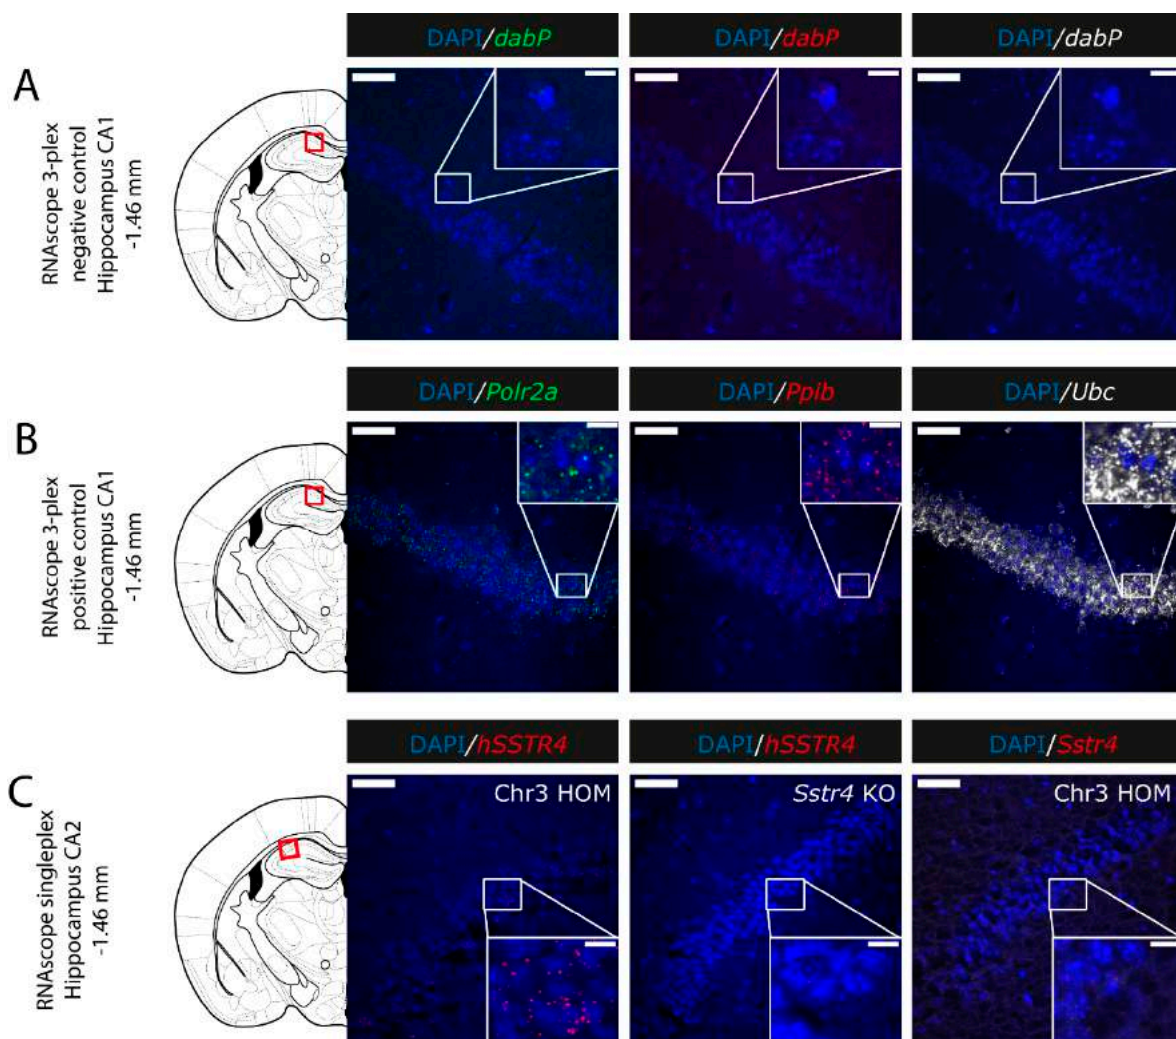 DAPI/dabP
DAPI/dabP
DAPI/dabP
A
RNAscope 3-plex
negative control
Hippocampus CA1
-1.46 mm
DAPI/Polr2a
DAPI/Ppib
DAPI/Ubc
B
RNAscope 3-plex
positive control
Hippocampus CA1
-1.46 mm
DAPI/hSSTR4
DAPI/hSSTR4
DAPI/Sstr4
C
RNAscope singleplex
Hippocampus CA2
-1.46 mm
Chr3 HOM
Sstr4 KO
Chr3 HOM